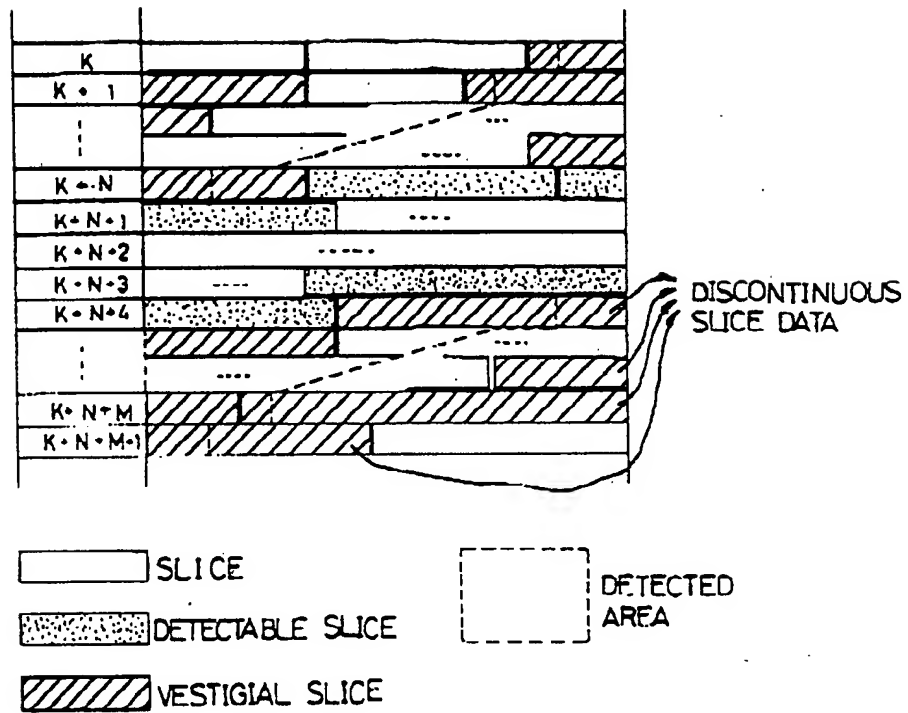 K
K + 1
K + N
K + N + 1
K + N + 2
K + N + 3
K + N + 4
K + N + M
K + N + M + 1
DISCONTINUOUS
SLICE DATA
SLICE
DETECTABLE SLICE
VESTIGIAL SLICE
DETECTED
AREA